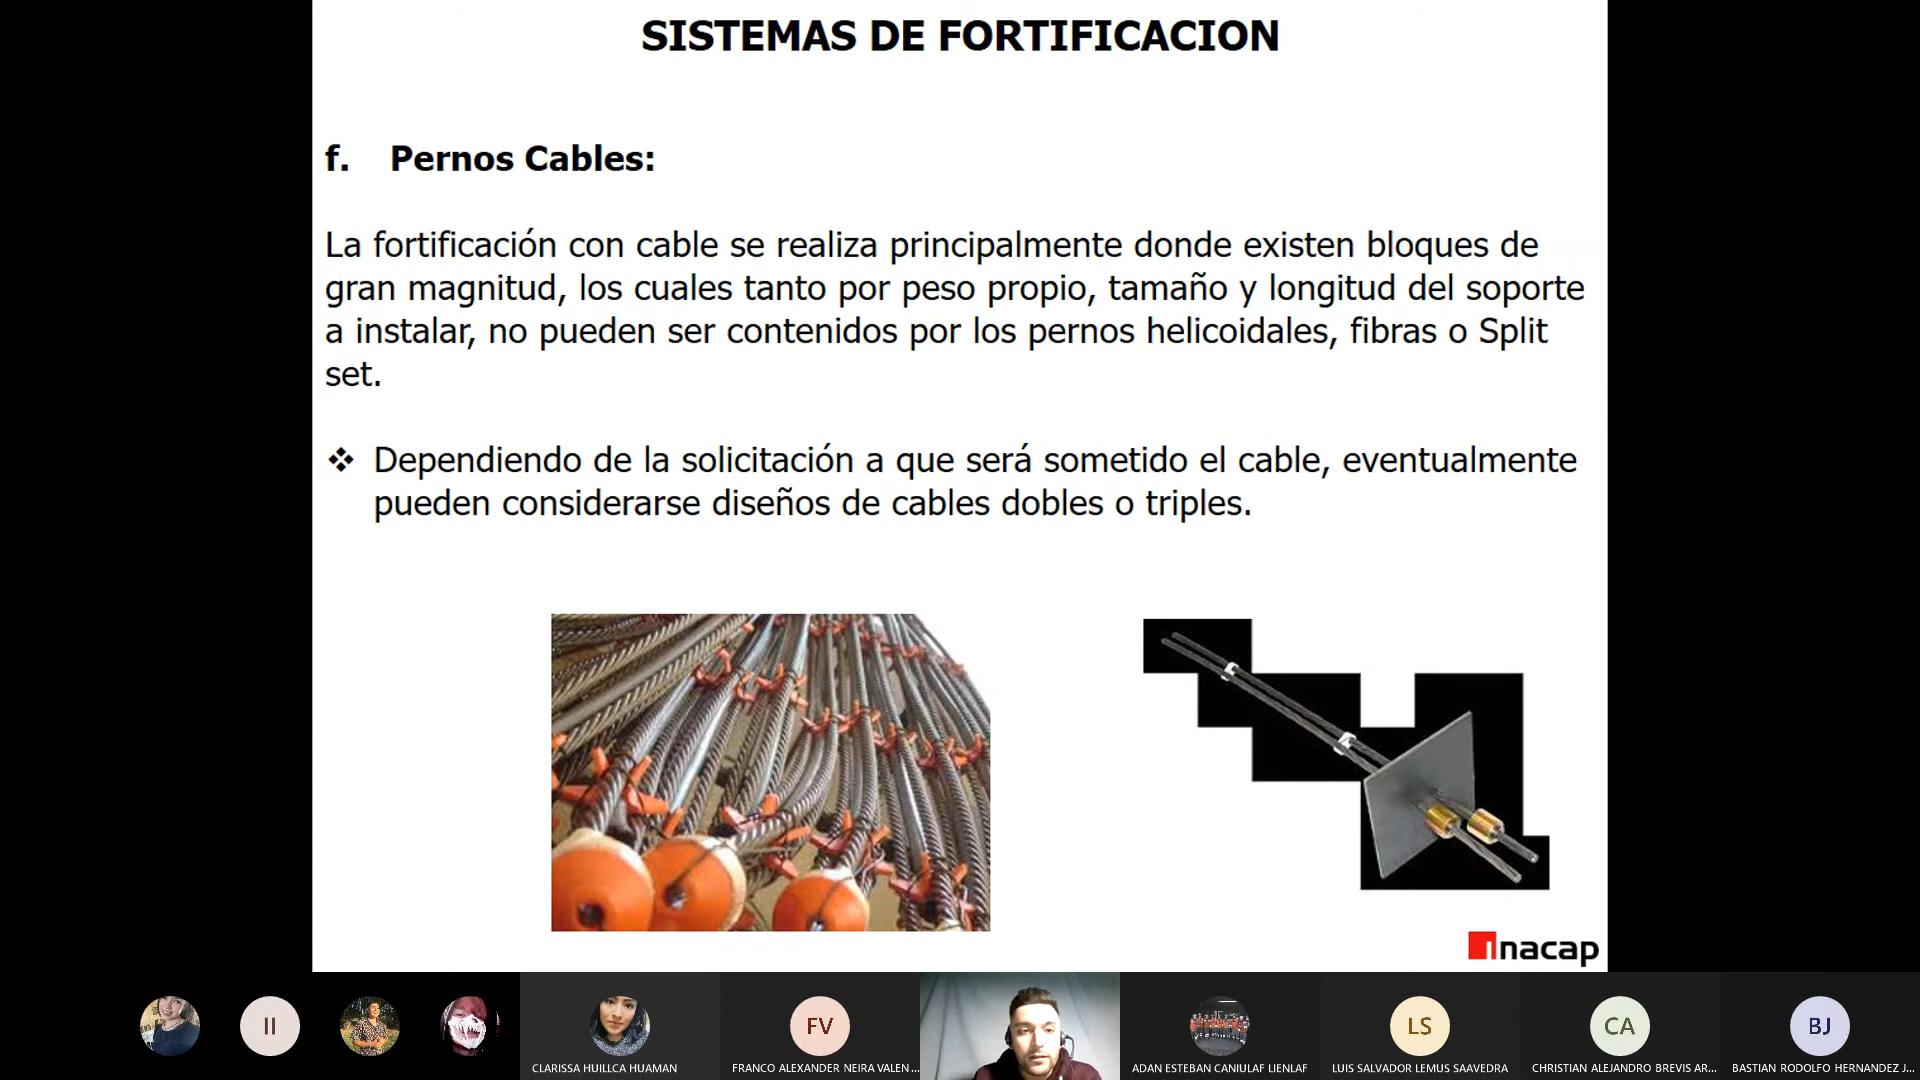 SISTEMAS DE FORTIFICACION
f. Pernos Cables:
La fortificación con cable se realiza principalmente donde existen bloques de
gran magnitud, los cuales tanto por peso propio, tamaño y longitud del soporte
a instalar, no pueden ser contenidos por los pernos helicoidales, fibras o Split
set.
❖ Dependiendo de la solicitación a que será sometido el cable, eventualmente
pueden considerarse diseños de cables dobles o triples.
inacap
II
FV
LS
CA
BJ
CLARISSA HUILLCA HUAMAN
FRANCO ALEXANDER NEIRA VALEN...
ADAN ESTEBAN CANIULAF LIENLAF
LUIS SALVADOR LEMUS SAAVEDRA
CHRISTIAN ALEJANDRO BREVIS AR...
BASTIAN RODOLFO HERNANDEZ J...